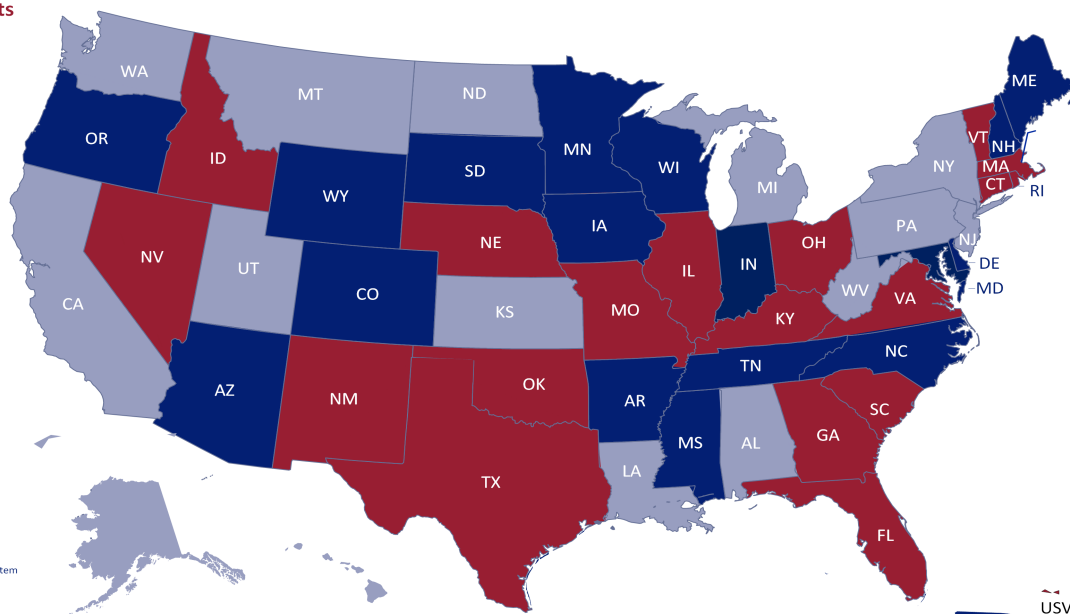 ts
WA
MT
ND
ME
OR
MN
VT
NH
ID
SD
WI
NY
MA
WY
MI
CT
RI
IA
PA
NE
NV
OH
NJ
UT
IL
IN
DE
CO
WV
MD
CA
KS
MO
VA
KY
NC
TN
AZ
OK
NM
AR
SC
MS
AL
GA
LA
TX
FL
tem
USV